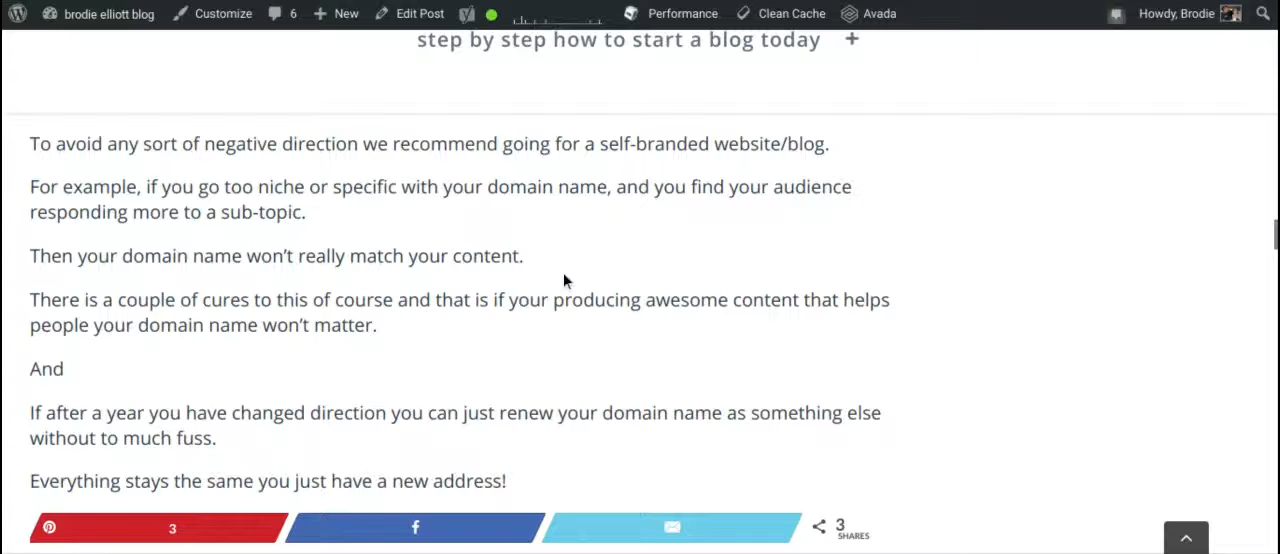 brodie elliott blog Customize 6 New Edit Post Performance Clean Cache Avada Howdy, Brodie
step by step how to start a blog today +
To avoid any sort of negative direction we recommend going for a self-branded website/blog.
For example, if you go too niche or specific with your domain name, and you find your audience
responding more to a sub-topic.
Then your domain name won’t really match your content.
There is a couple of cures to this of course and that is if your producing awesome content that helps
people your domain name won’t matter.
And
If after a year you have changed direction you can just renew your domain name as something else
without to much fuss.
Everything stays the same you just have a new address!
3 f 3
SHARES